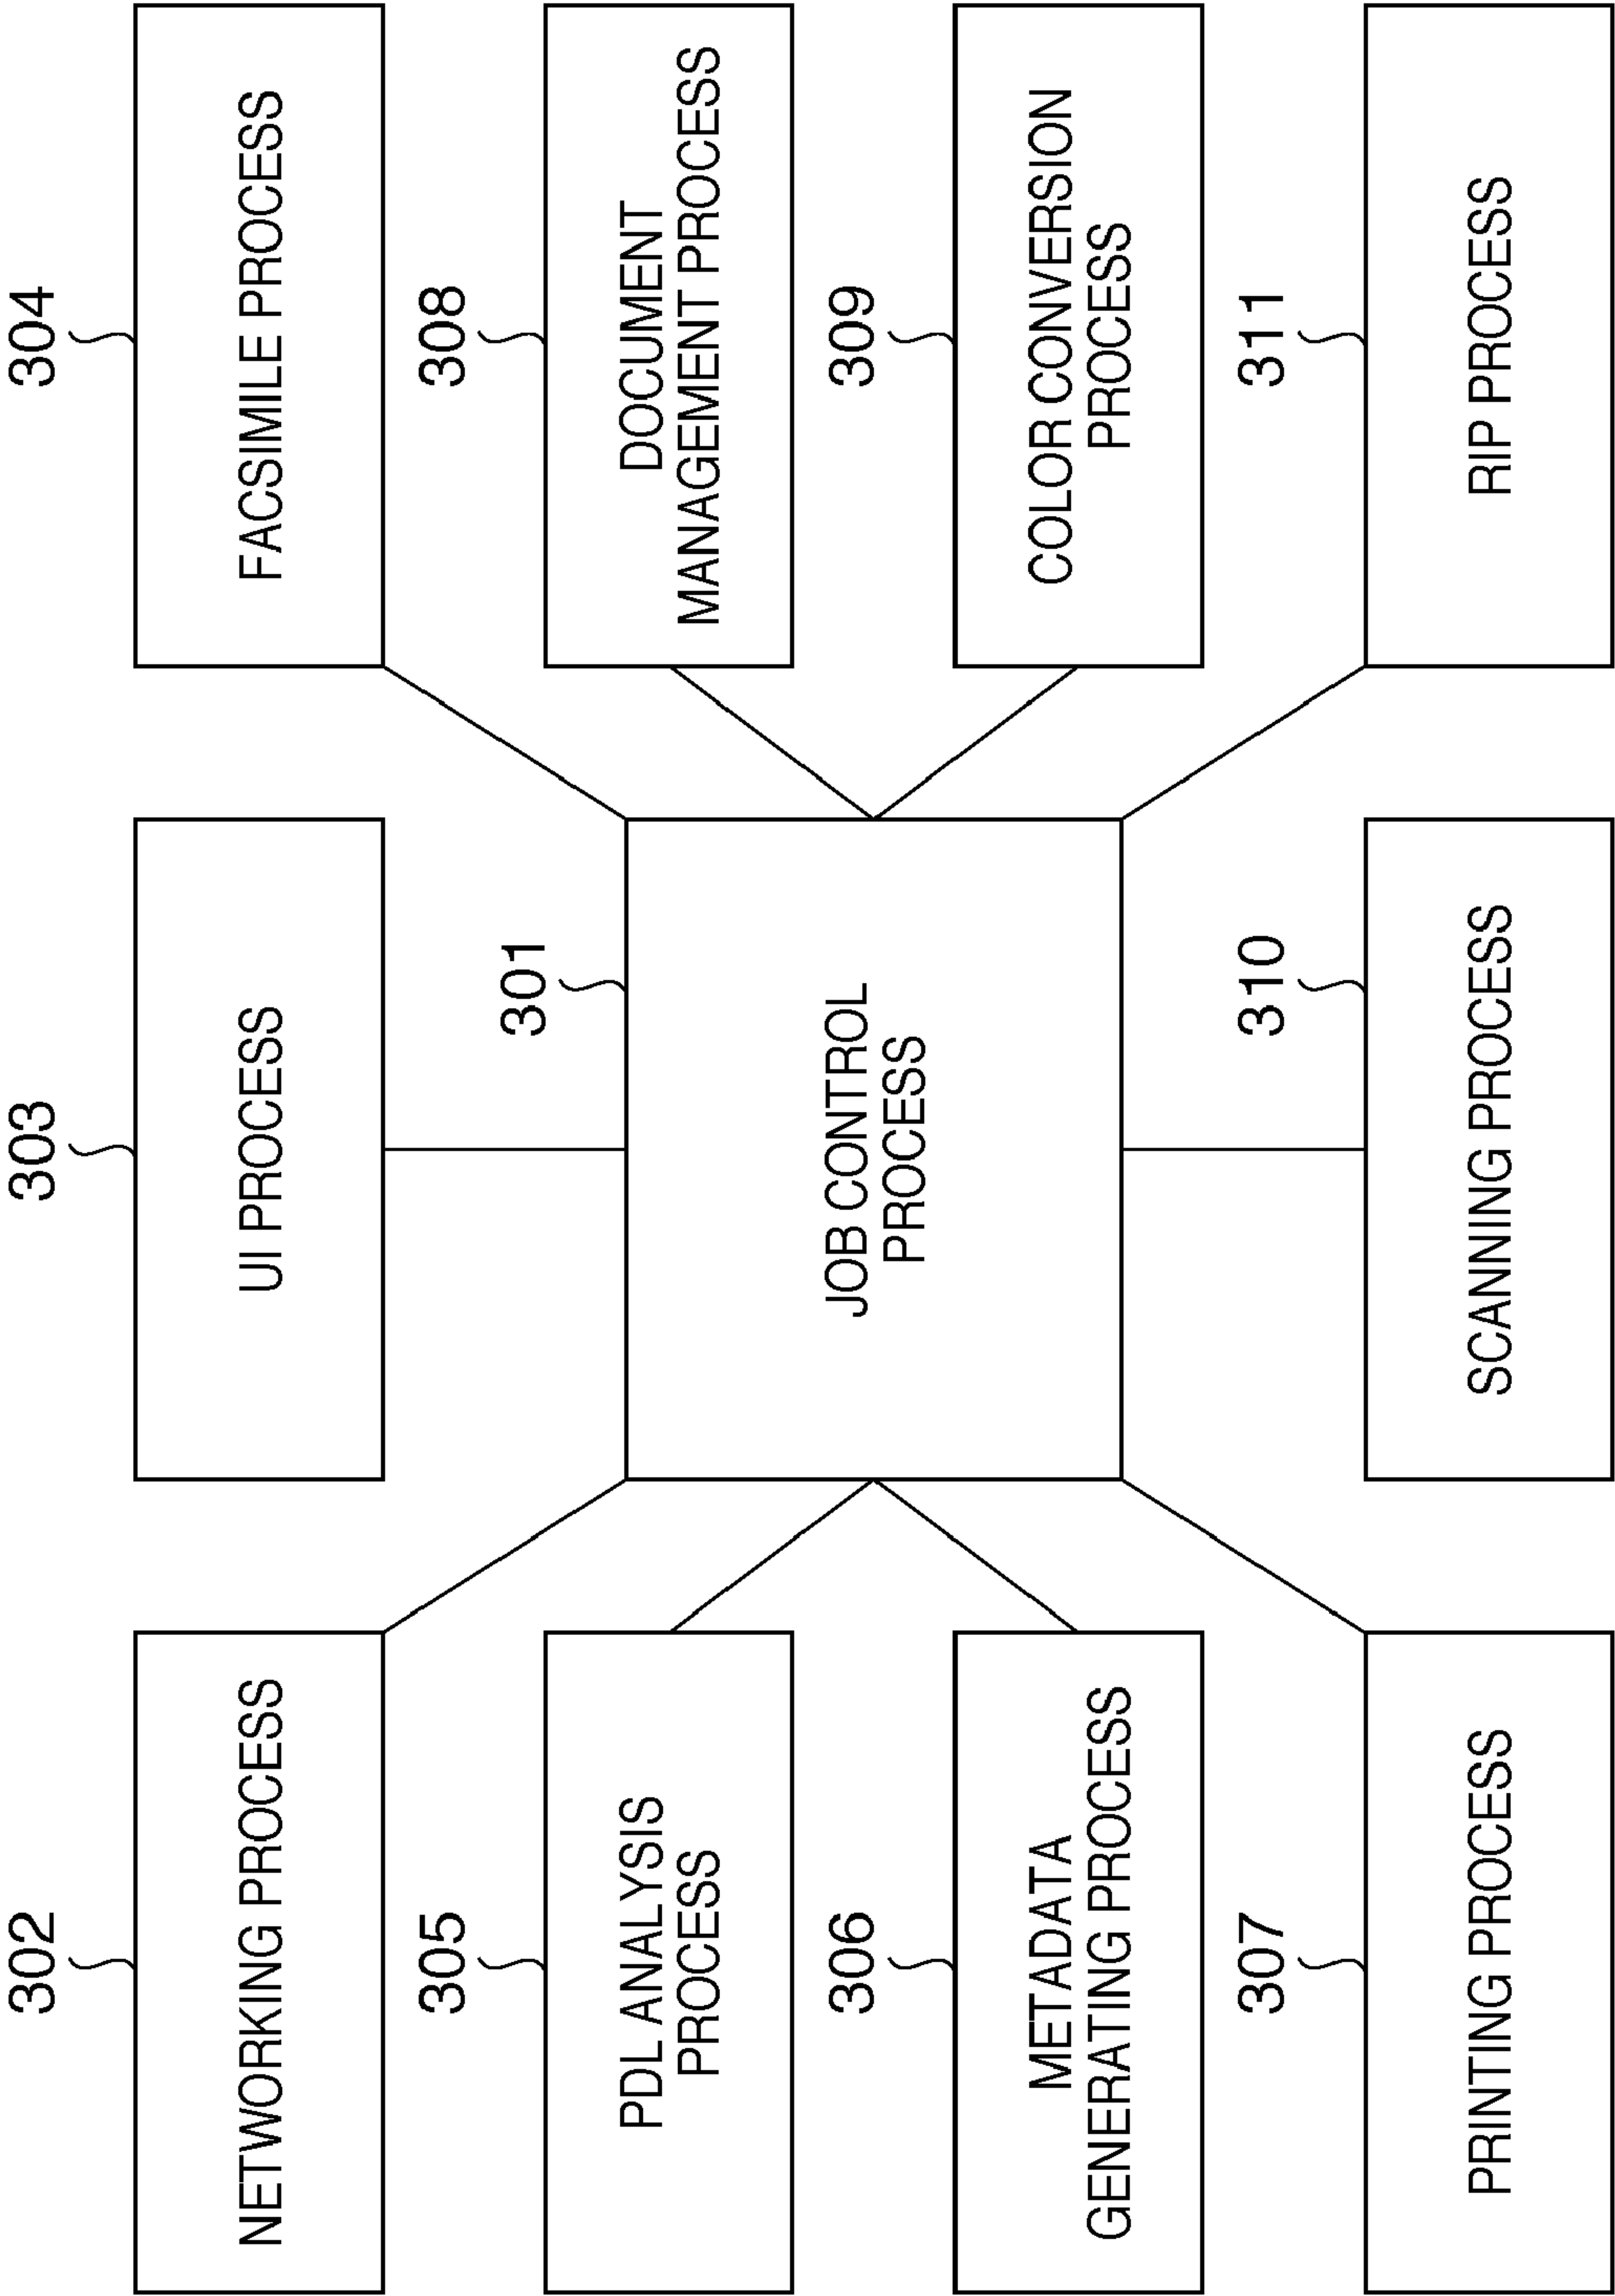 302
NETWORKING PROCESS
303
UI PROCESS
304
FACSIMILE PROCESS
305
PDL ANALYSIS
PROCESS
301
JOB CONTROL
PROCESS
308
DOCUMENT
MANAGEMENT PROCESS
306
METADATA
GENERATING PROCESS
309
COLOR CONVERSION
PROCESS
307
PRINTING PROCESS
310
SCANNING PROCESS
311
RIP PROCESS